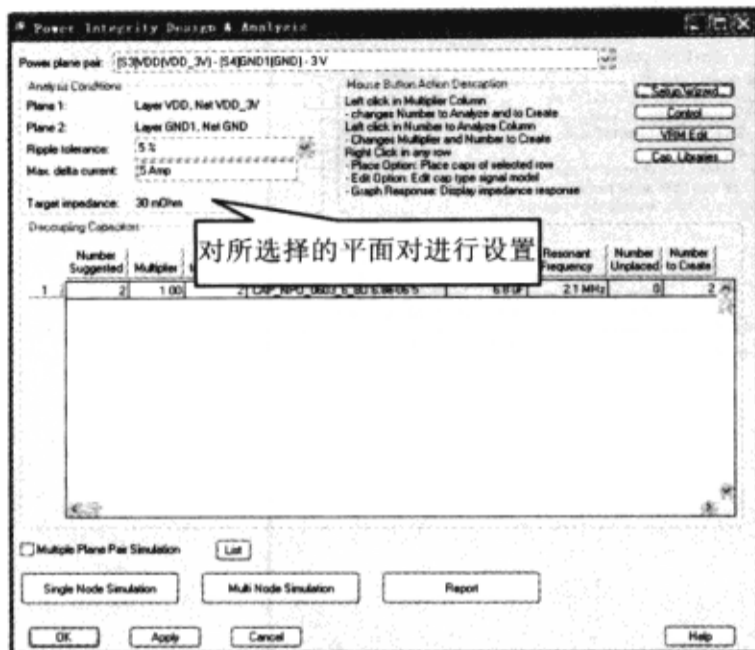 Power Integrity Design & Analysis
Power plane pair: [S3]VDD(VDD_3V) - [S4]GND1(GND) - 3 V
Analysis Conditions
Plane 1: Layer VDD, Net VDD_3V
Plane 2: Layer GND1, Net GND
Ripple tolerance: 5 %
Max. delta current: 5 Amp
Target impedance: 30 mOhm
Mouse Button Action Description
Left click in Multiplier Column
- changes Number to Analyze and to Create
Left click in Number to Analyze Column
- Changes Multiplier and Number to Create
Right Click in any row
- Place Option: Place caps of selected row
- Edit Option: Edit cap type signal model
- Graph Response: Display impedance response
Setup Wizard
Control
VRM Edit
Cap. Libraries
对所选择的平面对进行设置
Decoupling Capacitors
Number Suggested Multiplier Resonant Frequency Number Unplaced Number to Create
1 2 1.00 2 6.8 uF 2.1 MHz 0 2
Multiple Plane Pair Simulation List
Single Node Simulation Multi Node Simulation Report
OK Apply Cancel Help